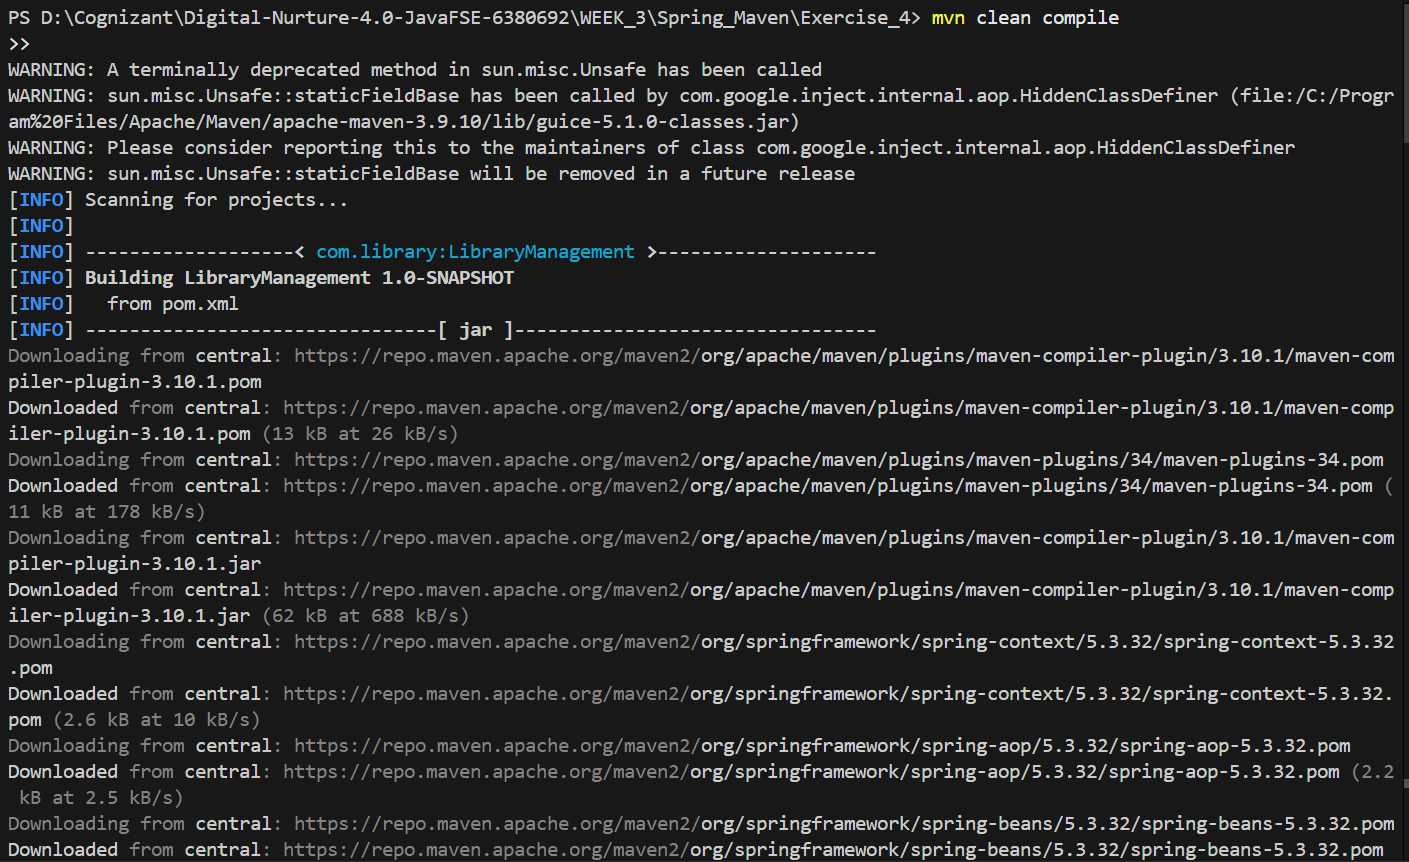 PS D:\Cognizant\Digital-Nurture-4.0-JavaFSE-6380692\WEEK_3\Spring_Maven\Exercise_4> mvn clean compile
>>
WARNING: A terminally deprecated method in sun.misc.Unsafe has been called
WARNING: sun.misc.Unsafe::staticFieldBase has been called by com.google.inject.internal.aop.HiddenClassDefiner (file:/C:/Progr
am%20Files/Apache/Maven/apache-maven-3.9.10/lib/guice-5.1.0-classes.jar)
WARNING: Please consider reporting this to the maintainers of class com.google.inject.internal.aop.HiddenClassDefiner
WARNING: sun.misc.Unsafe::staticFieldBase will be removed in a future release
[INFO] Scanning for projects...
[INFO]
[INFO] -------------------< com.library:LibraryManagement >--------------------
[INFO] Building LibraryManagement 1.0-SNAPSHOT
[INFO]   from pom.xml
[INFO] --------------------------------[ jar ]---------------------------------
Downloading from central: https://repo.maven.apache.org/maven2/org/apache/maven/plugins/maven-compiler-plugin/3.10.1/maven-com
piler-plugin-3.10.1.pom
Downloaded from central: https://repo.maven.apache.org/maven2/org/apache/maven/plugins/maven-compiler-plugin/3.10.1/maven-comp
iler-plugin-3.10.1.pom (13 kB at 26 kB/s)
Downloading from central: https://repo.maven.apache.org/maven2/org/apache/maven/plugins/maven-plugins/34/maven-plugins-34.pom
Downloaded from central: https://repo.maven.apache.org/maven2/org/apache/maven/plugins/maven-plugins/34/maven-plugins-34.pom (
11 kB at 178 kB/s)
Downloading from central: https://repo.maven.apache.org/maven2/org/apache/maven/plugins/maven-compiler-plugin/3.10.1/maven-com
piler-plugin-3.10.1.jar
Downloaded from central: https://repo.maven.apache.org/maven2/org/apache/maven/plugins/maven-compiler-plugin/3.10.1/maven-comp
iler-plugin-3.10.1.jar (62 kB at 688 kB/s)
Downloading from central: https://repo.maven.apache.org/maven2/org/springframework/spring-context/5.3.32/spring-context-5.3.32
.pom
Downloaded from central: https://repo.maven.apache.org/maven2/org/springframework/spring-context/5.3.32/spring-context-5.3.32.
pom (2.6 kB at 10 kB/s)
Downloading from central: https://repo.maven.apache.org/maven2/org/springframework/spring-aop/5.3.32/spring-aop-5.3.32.pom
Downloaded from central: https://repo.maven.apache.org/maven2/org/springframework/spring-aop/5.3.32/spring-aop-5.3.32.pom (2.2
 kB at 2.5 kB/s)
Downloading from central: https://repo.maven.apache.org/maven2/org/springframework/spring-beans/5.3.32/spring-beans-5.3.32.pom
Downloaded from central: https://repo.maven.apache.org/maven2/org/springframework/spring-beans/5.3.32/spring-beans-5.3.32.pom